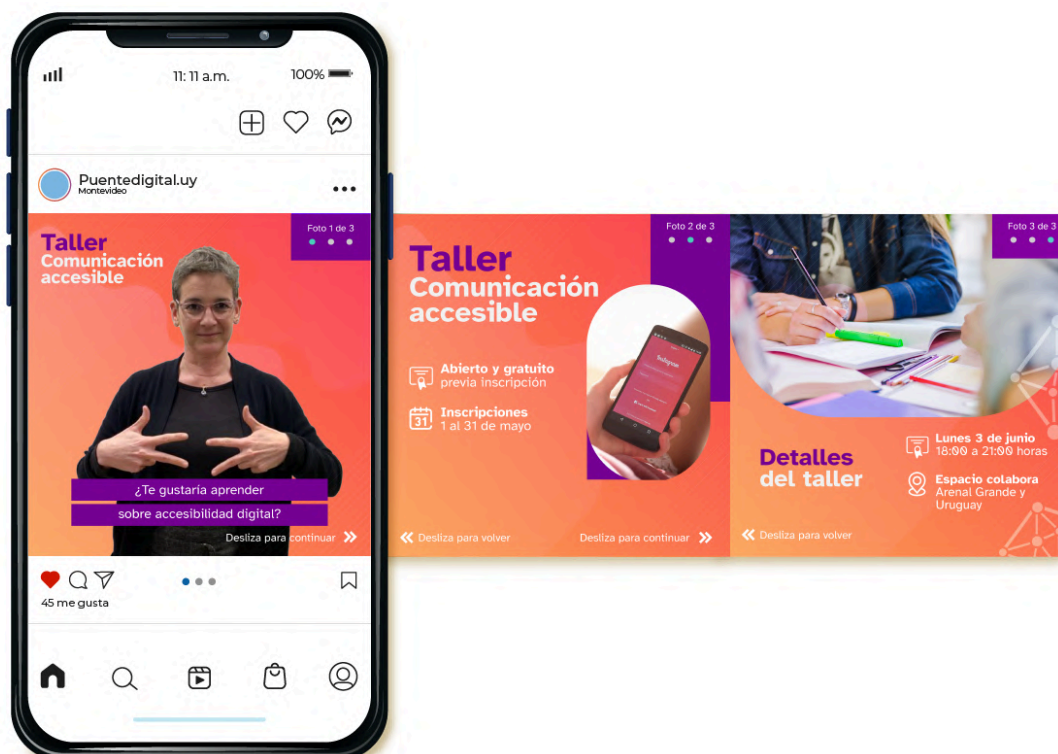 11:11 a.m.
100%
Puentedigital.uy
Montevideo
Foto 1 de 3
Taller
Comunicación
accesible
¿Te gustaría aprender
sobre accesibilidad digital?
Desliza para continuar
45 me gusta
Foto 2 de 3
Taller
Comunicación
accesible
Abierto y gratuito
previa inscripción
31
Inscripciones
1 al 31 de mayo
Instagram
Desliza para volver
Desliza para continuar
Foto 3 de 3
Detalles
del taller
Lunes 3 de junio
18:00 a 21:00 horas
Espacio colabora
Arenal Grande y
Uruguay
Desliza para volver